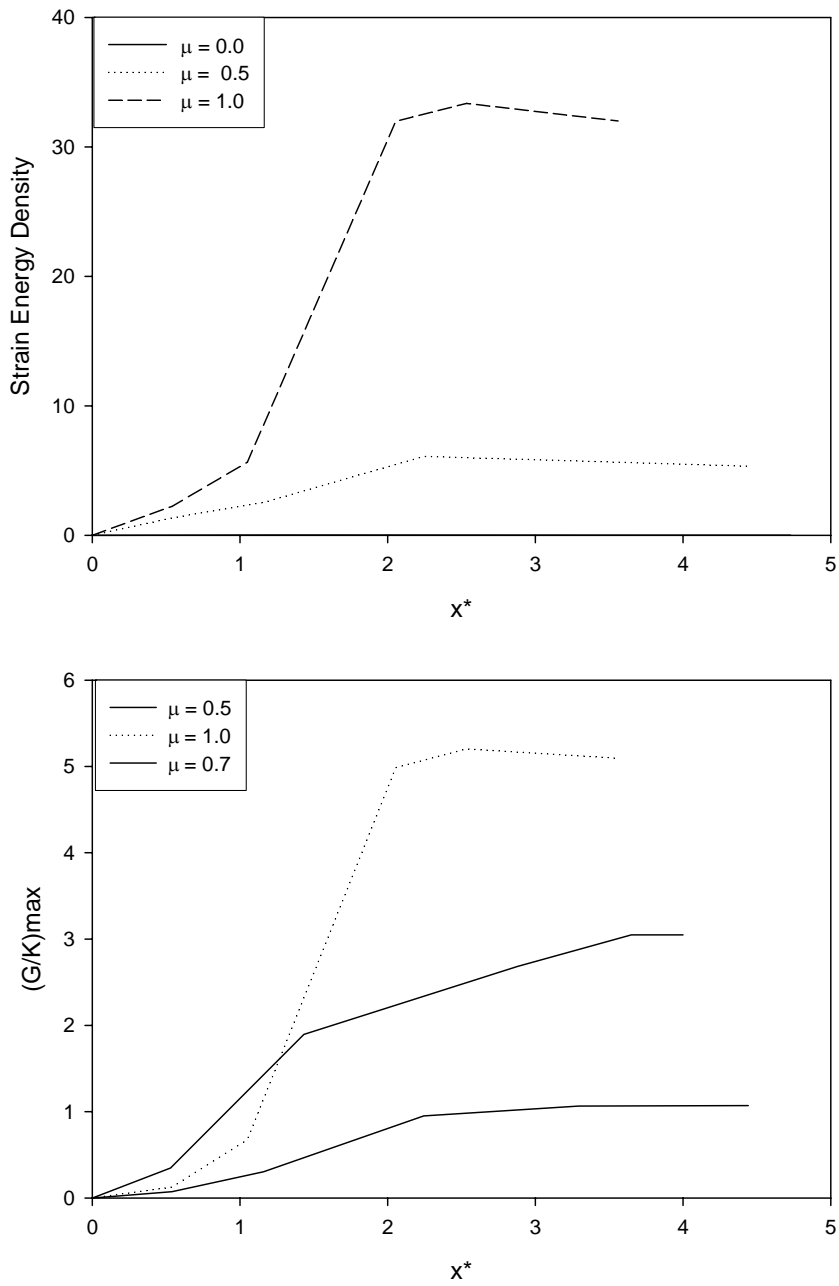 40
μ = 0.0
μ =  0.5
μ = 1.0
30
20
10
0
Strain Energy Density
0 1 2 3 4 5
x*
6
μ = 0.5
μ = 1.0
μ = 0.7
5
4
3
2
1
0
(G/K)max
0 1 2 3 4 5
x*